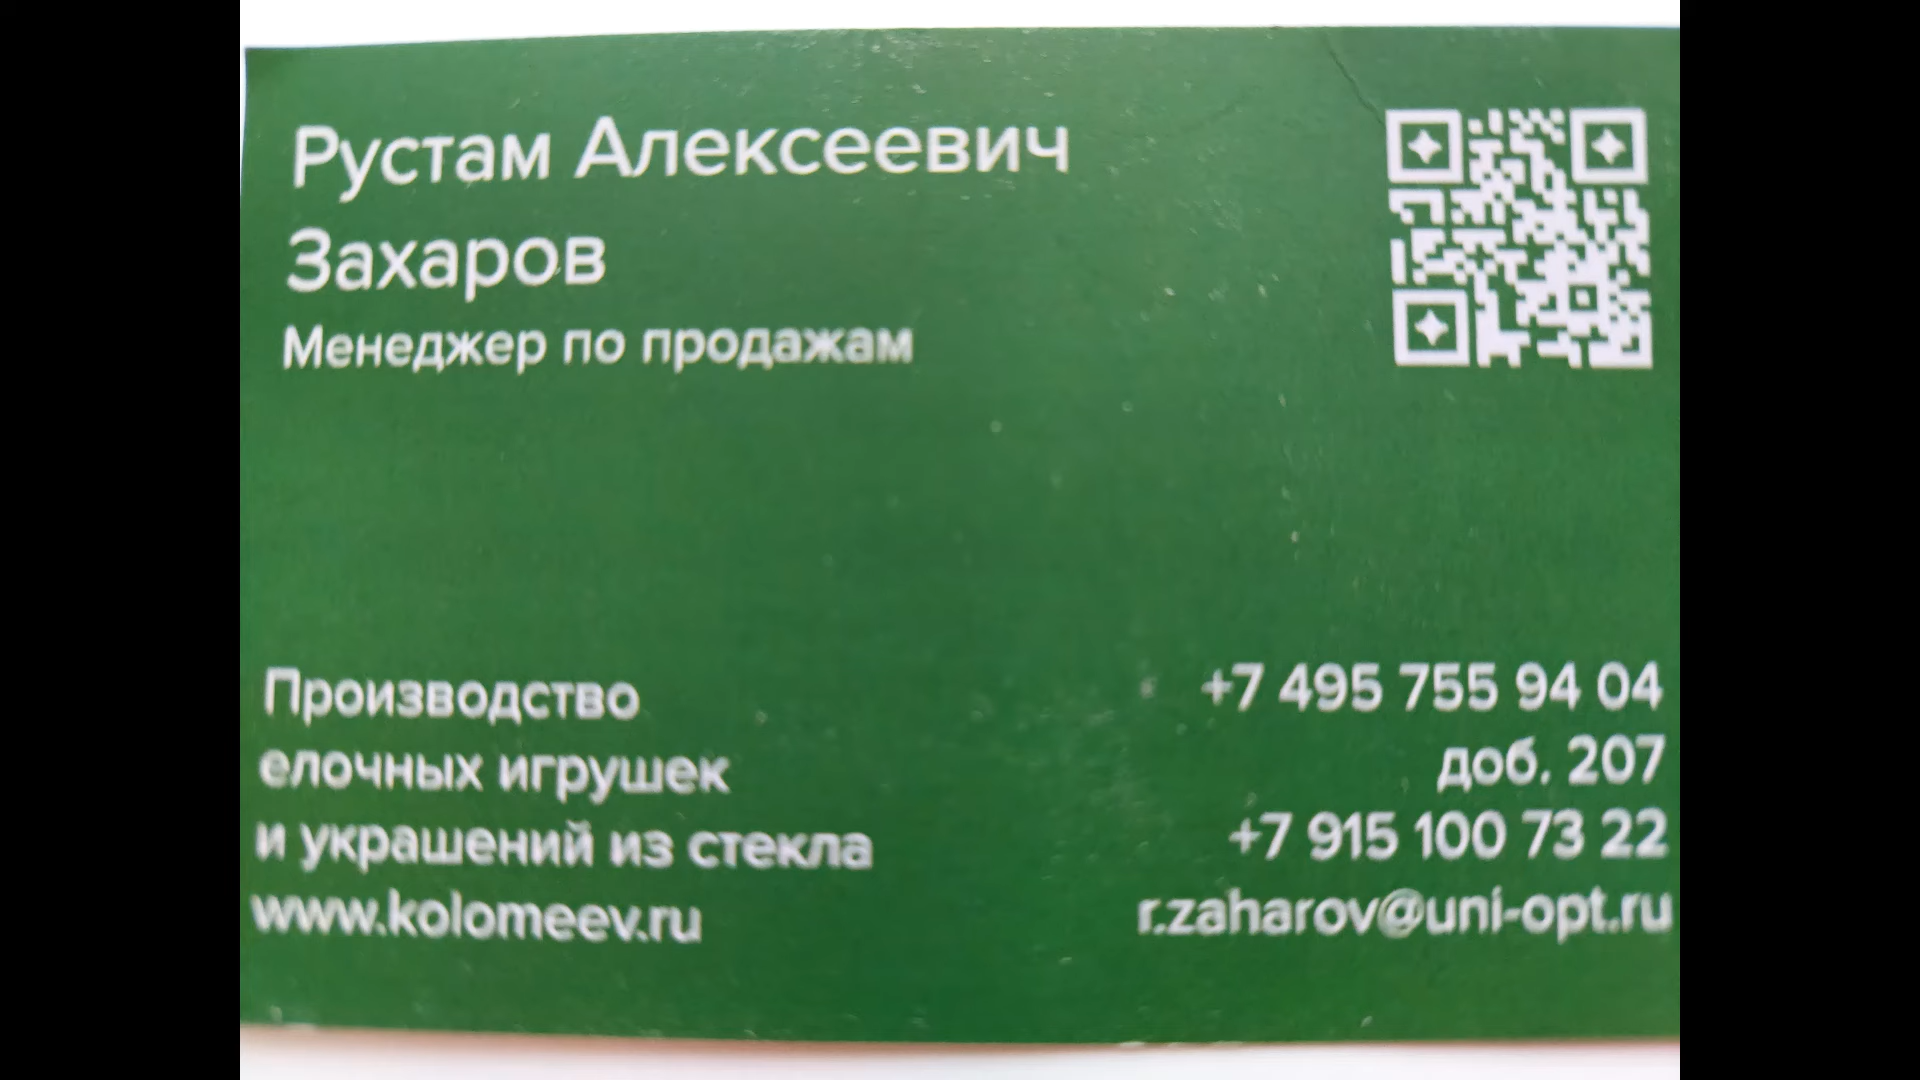 Рустам Алексеевич
Захаров
Менеджер по продажам
Производство
елочных игрушек
и украшений из стекла
www.kolomeev.ru
+7 495 755 94 04
доб. 207
+7 915 100 73 22
r.zaharov@uni-opt.ru